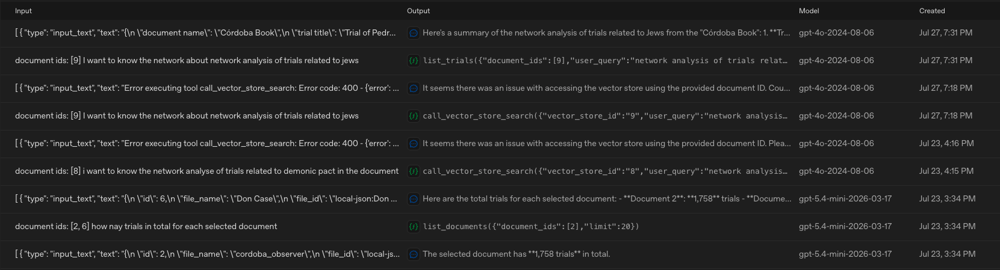 Input Output Model Created
[ { "type": "input_text", "text": "{\n \"document name\": \"Córdoba Book\",\n \"trial title\": \"Trial of Pedr... Here's a summary of the network analysis of trials related to Jews from the "Córdoba Book": 1. **Tr... gpt-4o-2024-08-06 Jul 27, 7:31 PM
document ids: [9] I want to know the network about network analysis of trials related to jews list_trials({"document_ids":[9],"user_query":"network analysis of trials relat… gpt-4o-2024-08-06 Jul 27, 7:31 PM
[ { "type": "input_text", "text": "Error executing tool call_vector_store_search: Error code: 400 - {'error': ... It seems there was an issue with accessing the vector store using the provided document ID. Cou... gpt-4o-2024-08-06 Jul 27, 7:18 PM
document ids: [9] I want to know the network about network analysis of trials related to jews call_vector_store_search({"vector_store_id":"9","user_query":"network analysis… gpt-4o-2024-08-06 Jul 27, 7:18 PM
[ { "type": "input_text", "text": "Error executing tool call_vector_store_search: Error code: 400 - {'error': ... It seems there was an issue with accessing the vector store using the provided document ID. Plea... gpt-4o-2024-08-06 Jul 23, 4:16 PM
document ids: [8] i want to know the network analyse of trials related to demonic pact in the document call_vector_store_search({"vector_store_id":"8","user_query":"network analysis… gpt-4o-2024-08-06 Jul 23, 4:15 PM
[ { "type": "input_text", "text": "{\n \"id\": 6,\n \"file_name\": \"Don Case\",\n \"file_id\": \"local-json:Don ... Here are the total trials for each selected document: - **Document 2**: **1,758** trials - **Docume... gpt-5.4-mini-2026-03-17 Jul 23, 3:34 PM
document ids: [2, 6] how nay trials in total for each selected document list_documents({"document_ids":[2],"limit":20}) gpt-5.4-mini-2026-03-17 Jul 23, 3:34 PM
[ { "type": "input_text", "text": "{\n \"id\": 2,\n \"file_name\": \"cordoba_observer\",\n \"file_id\": \"local-js... The selected document has **1,758 trials** in total. gpt-5.4-mini-2026-03-17 Jul 23, 3:34 PM